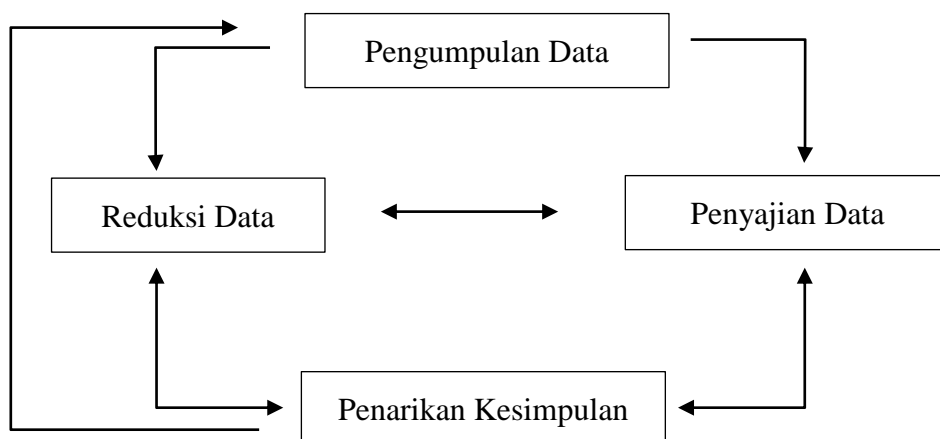 Pengumpulan Data
Reduksi Data
Penyajian Data
Penarikan Kesimpulan